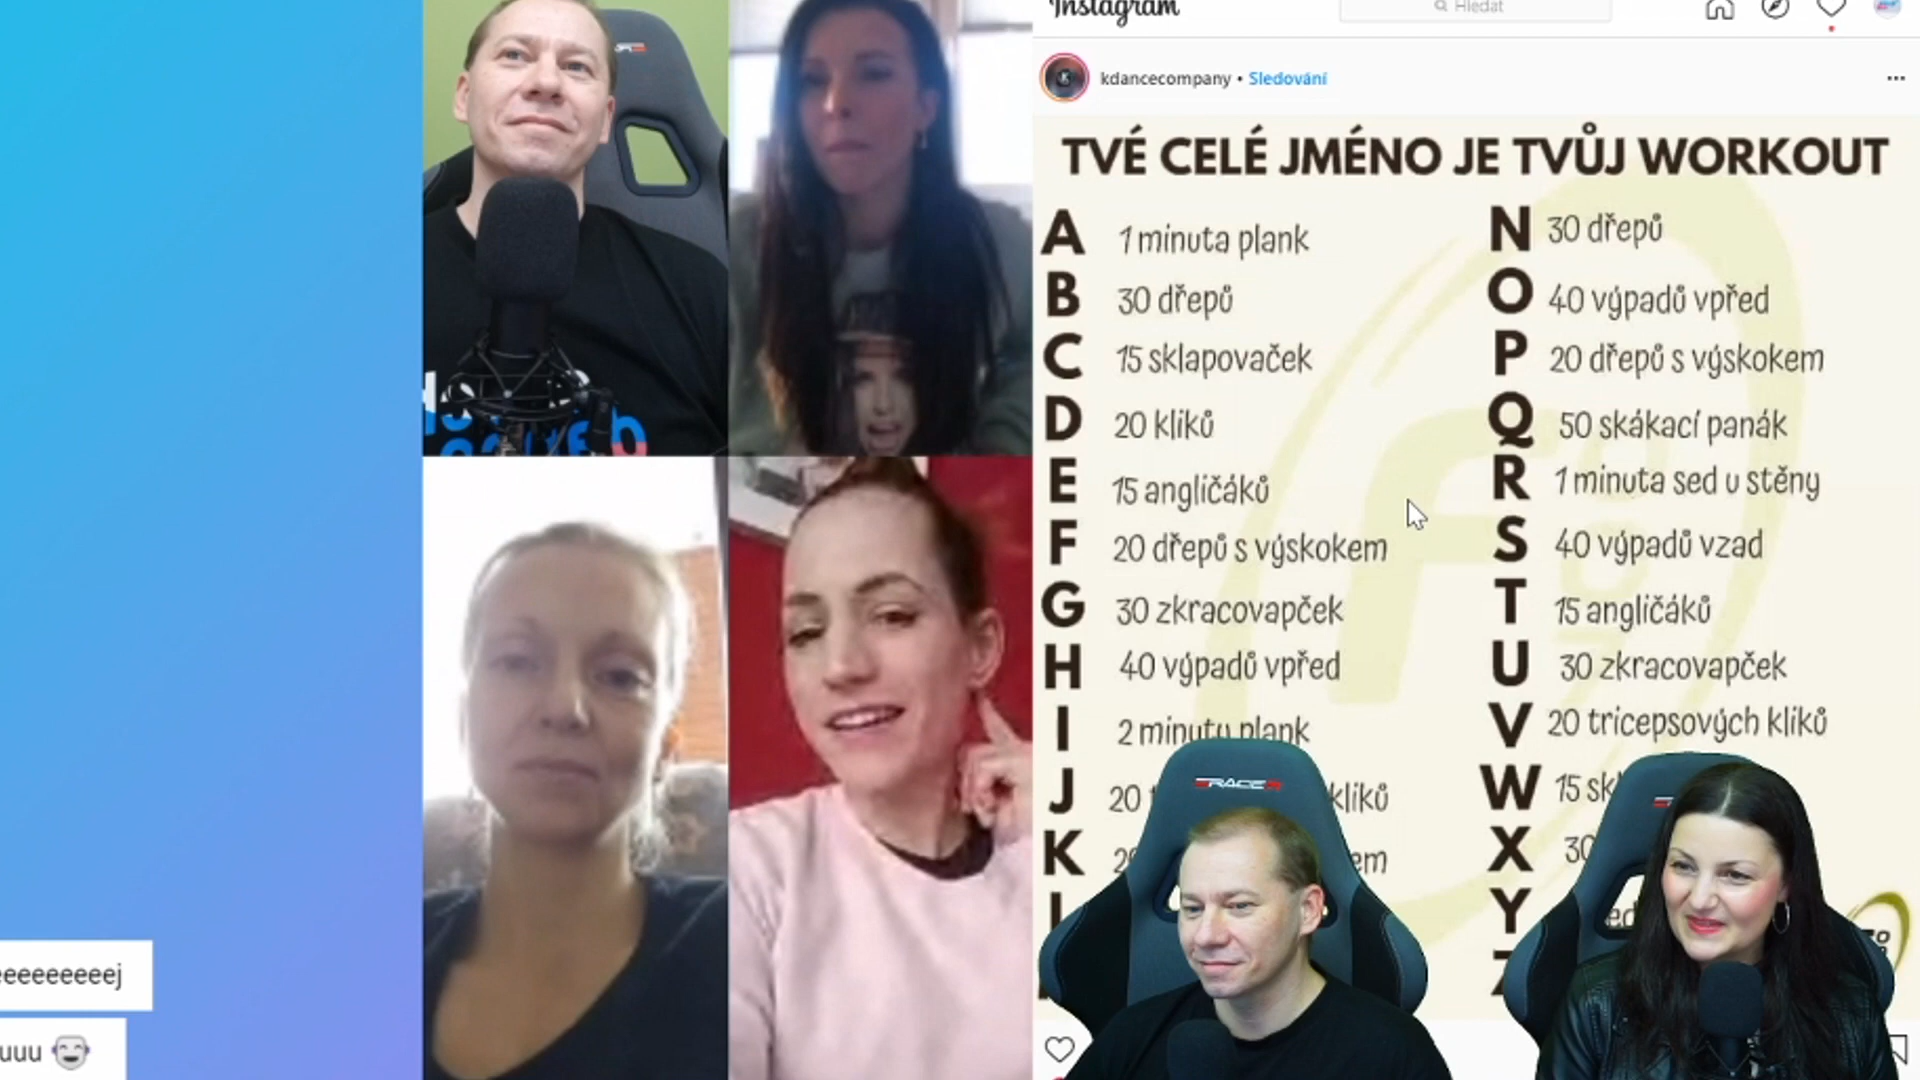 Instagram
Hledat
kdancecompany • Sledování
TVÉ CELÉ JMÉNO JE TVŮJ WORKOUT
A 1 minuta plank
B 30 dřepů
C 15 sklapovaček
D 20 kliků
E 15 angličáků
F 20 dřepů s výskokem
G 30 zkracovapček
H 40 výpadů vpřed
I 2 minuty plank
J 20 kliků
K
N 30 dřepů
O 40 výpadů vpřed
P 20 dřepů s výskokem
Q 50 skákací panák
R 1 minuta sed u stěny
S 40 výpadů vzad
T 15 angličáků
U 30 zkracovapček
V 20 tricepsových kliků
W 15
X 30
Y
RACE
eeeeeeeeeej
uuu